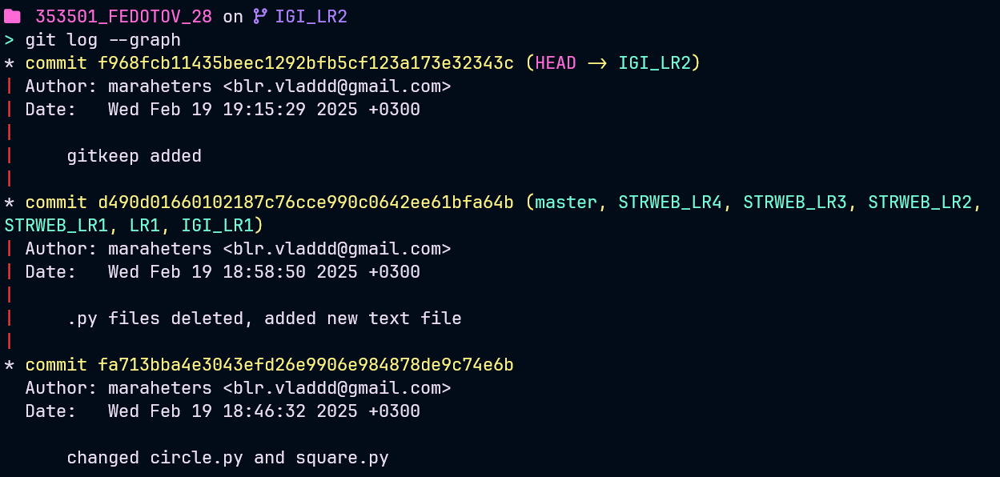 353501_FEDOTOV_28 on IGI_LR2
> git log --graph
* commit f968fcb11435beec1292bfb5cf123a173e32343c (HEAD -> IGI_LR2)
| Author: maraheters <blr.vladdd@gmail.com>
| Date:   Wed Feb 19 19:15:29 2025 +0300
|
|     gitkeep added
|
* commit d490d01660102187c76cce990c0642ee61bfa64b (master, STRWEB_LR4, STRWEB_LR3, STRWEB_LR2,
STRWEB_LR1, LR1, IGI_LR1)
| Author: maraheters <blr.vladdd@gmail.com>
| Date:   Wed Feb 19 18:58:50 2025 +0300
|
|     .py files deleted, added new text file
|
* commit fa713bba4e3043efd26e9906e984878de9c74e6b
  Author: maraheters <blr.vladdd@gmail.com>
  Date:   Wed Feb 19 18:46:32 2025 +0300

      changed circle.py and square.py